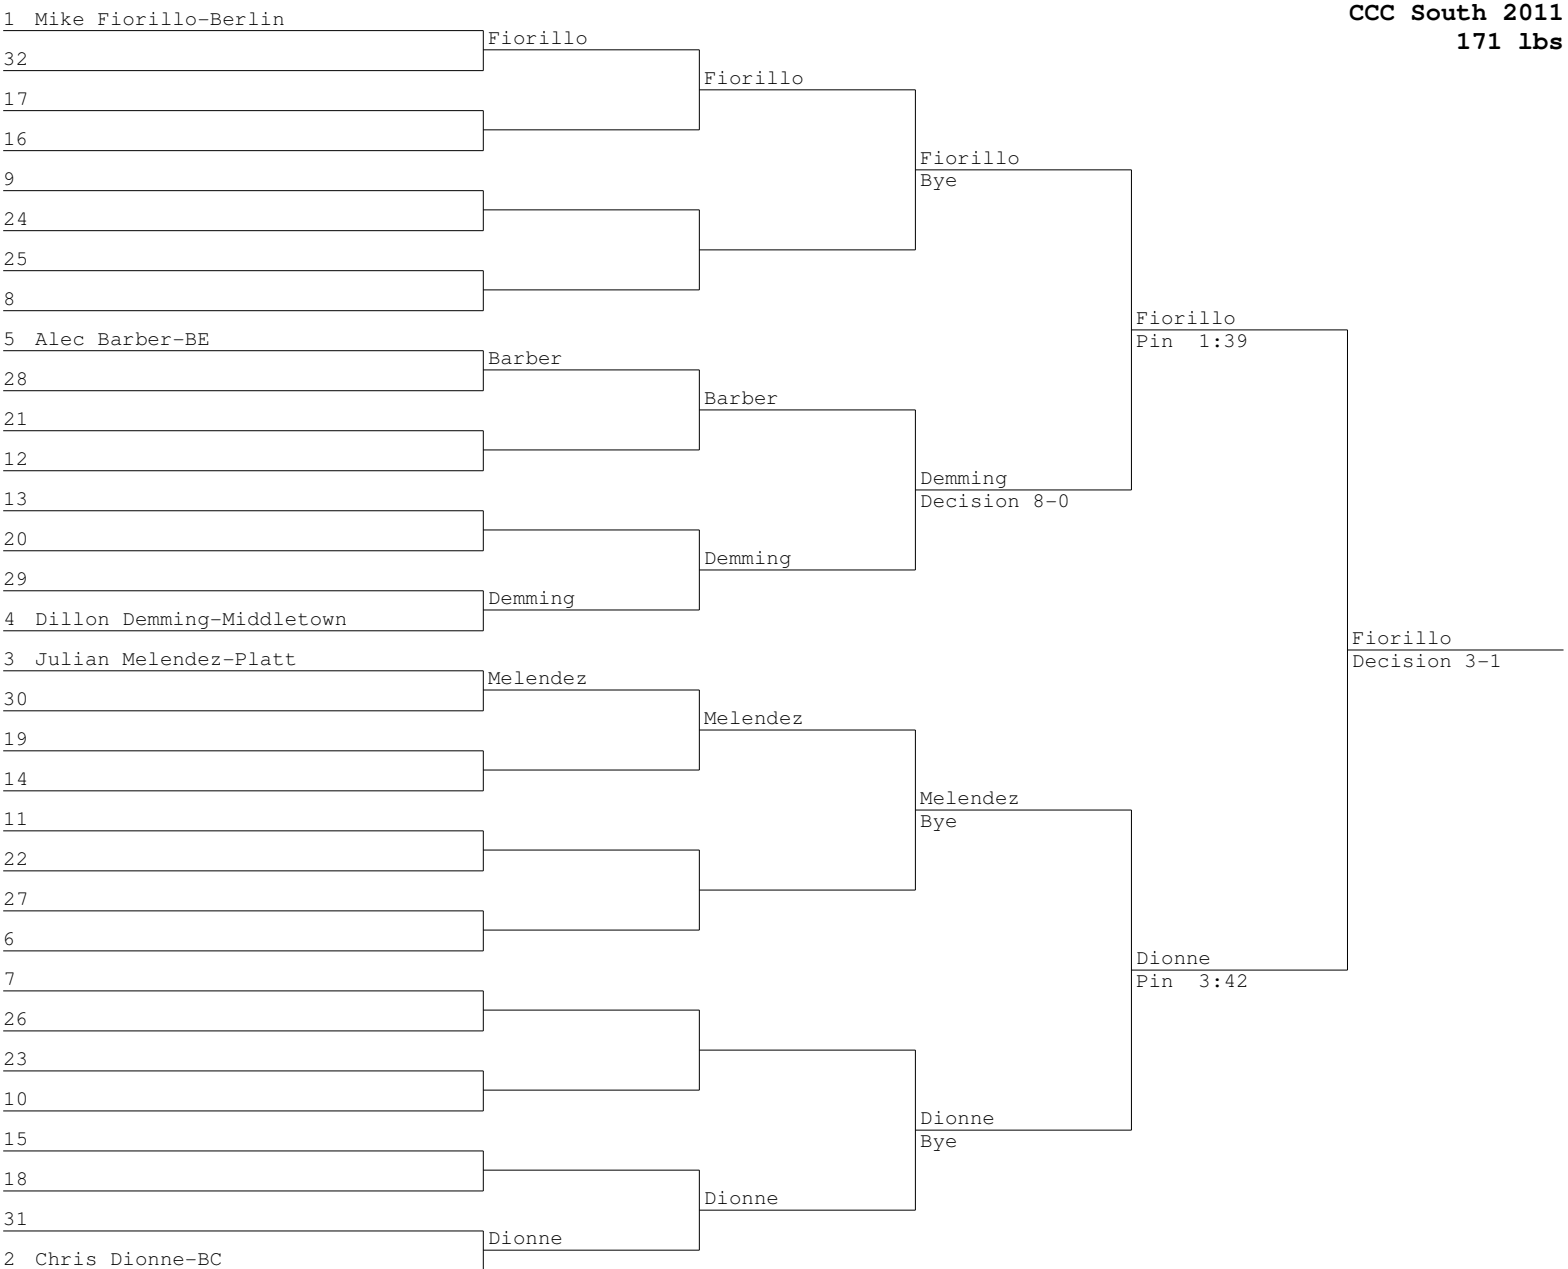 CCC South 2011
171 lbs
1 Mike Fiorillo-Berlin
Fiorillo
32
Fiorillo
17
16
Fiorillo
Bye
9
24
25
8
Fiorillo
Pin 1:39
5 Alec Barber-BE
Barber
28
Barber
21
12
Demming
Decision 8-0
13
20
Demming
29
Demming
4 Dillon Demming-Middletown
Fiorillo
Decision 3-1
3 Julian Melendez-Platt
Melendez
30
Melendez
19
14
Melendez
Bye
11
22
27
6
Dionne
Pin 3:42
7
26
23
10
Dionne
Bye
15
18
Dionne
31
Dionne
2 Chris Dionne-BC